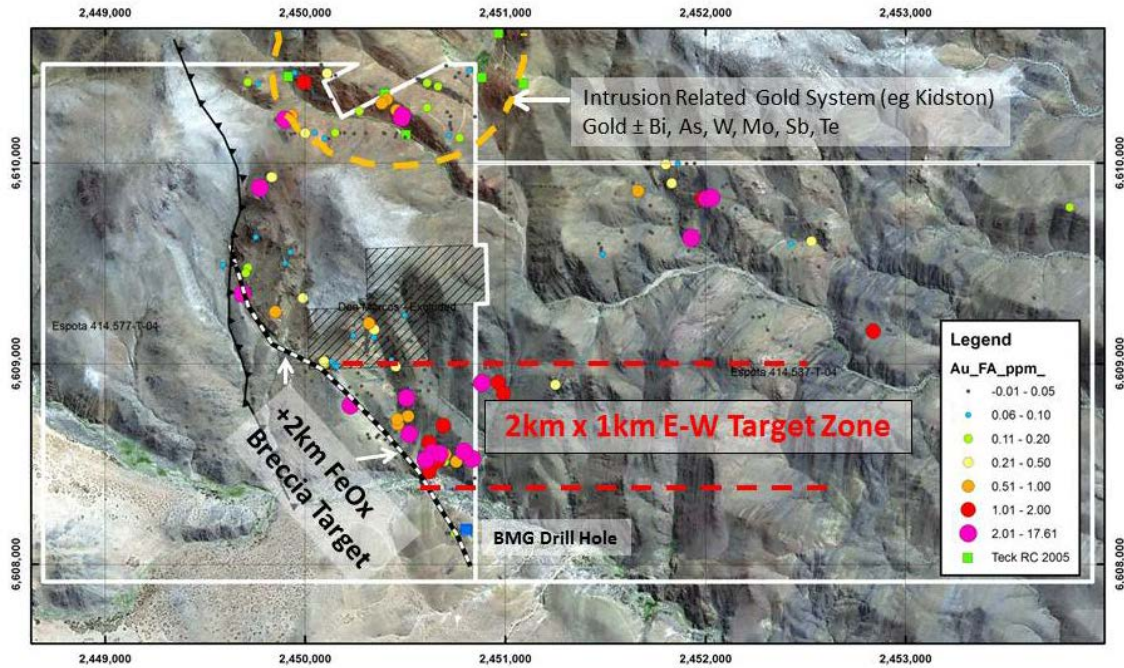 2,449,000 2,450,000 2,451,000 2,452,000 2,453,000
6,610,000
6,609,000
6,608,000
Intrusion Related Gold System (eg Kidston)
Gold ± Bi, As, W, Mo, Sb, Te
Espota 414.577-T-04
Espota 414.537-T-04
2km x 1km E-W Target Zone
+2km FeOx
Breccia Target
BMG Drill Hole
Legend
Au_FA_ppm_
-0.01 - 0.05
0.06 - 0.10
0.11 - 0.20
0.21 - 0.50
0.51 - 1.00
1.01 - 2.00
2.01 - 17.61
Teck RC 2005
6,610,000
6,609,000
6,608,000
2,449,000 2,450,000 2,451,000 2,452,000 2,453,000